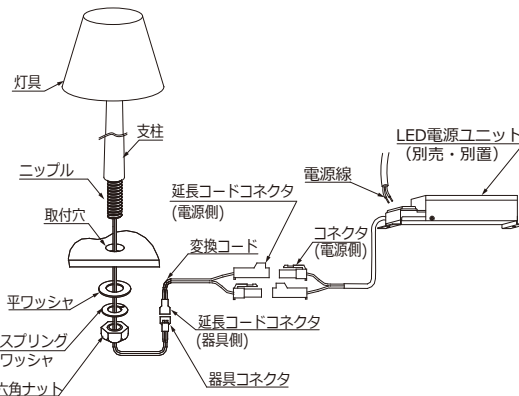 灯具
支柱
ニップル
取付穴
平ワッシャ
スプリング
ワッシャ
六角ナット
延長コードコネクタ
(電源側)
変換コード
延長コードコネクタ
(器具側)
器具コネクタ
電源線
コネクタ
(電源側)
LED電源ユニット
(別売・別置)